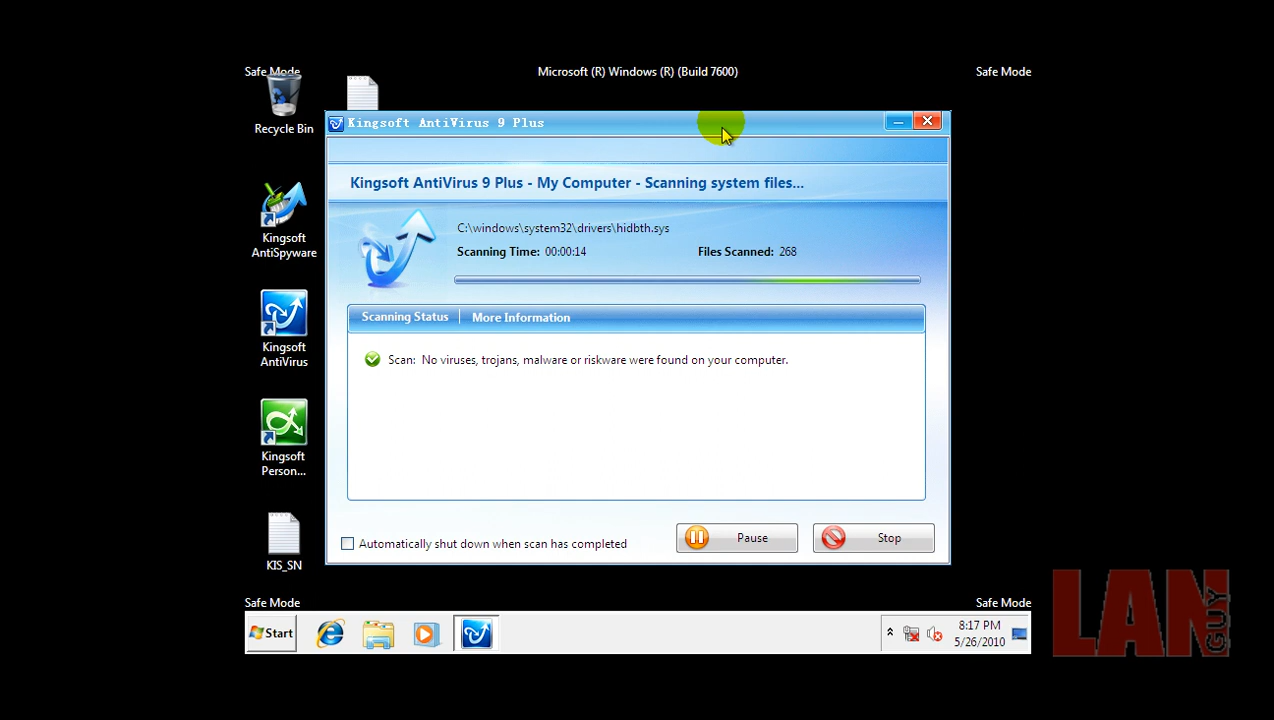 Safe Mode
Microsoft (R) Windows (R) (Build 7600)
Safe Mode
Recycle Bin
Kingsoft AntiSpyware
Kingsoft AntiVirus
Kingsoft Person...
KIS_SN
Kingsoft AntiVirus 9 Plus
Kingsoft AntiVirus 9 Plus - My Computer - Scanning system files...
C:\windows\system32\drivers\hidbth.sys
Scanning Time: 00:00:14
Files Scanned: 268
Scanning Status
More Information
Scan: No viruses, trojans, malware or riskware were found on your computer.
Automatically shut down when scan has completed
Pause
Stop
Safe Mode
Safe Mode
Start
8:17 PM
5/26/2010
LAN GUY